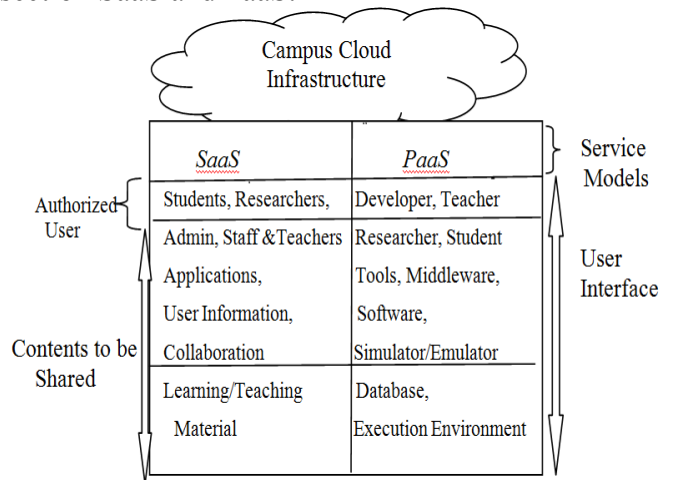 Campus Cloud
Infrastructure
SaaS
PaaS
Service
Models
Authorized
User
Students, Researchers,
Developer, Teacher
Admin, Staff &Teachers
Researcher, Student
Applications,
Tools, Middleware,
User Information,
Software,
Collaboration
Simulator/Emulator
User
Interface
Contents to be
Shared
Learning/Teaching
Material
Database,
Execution Environment